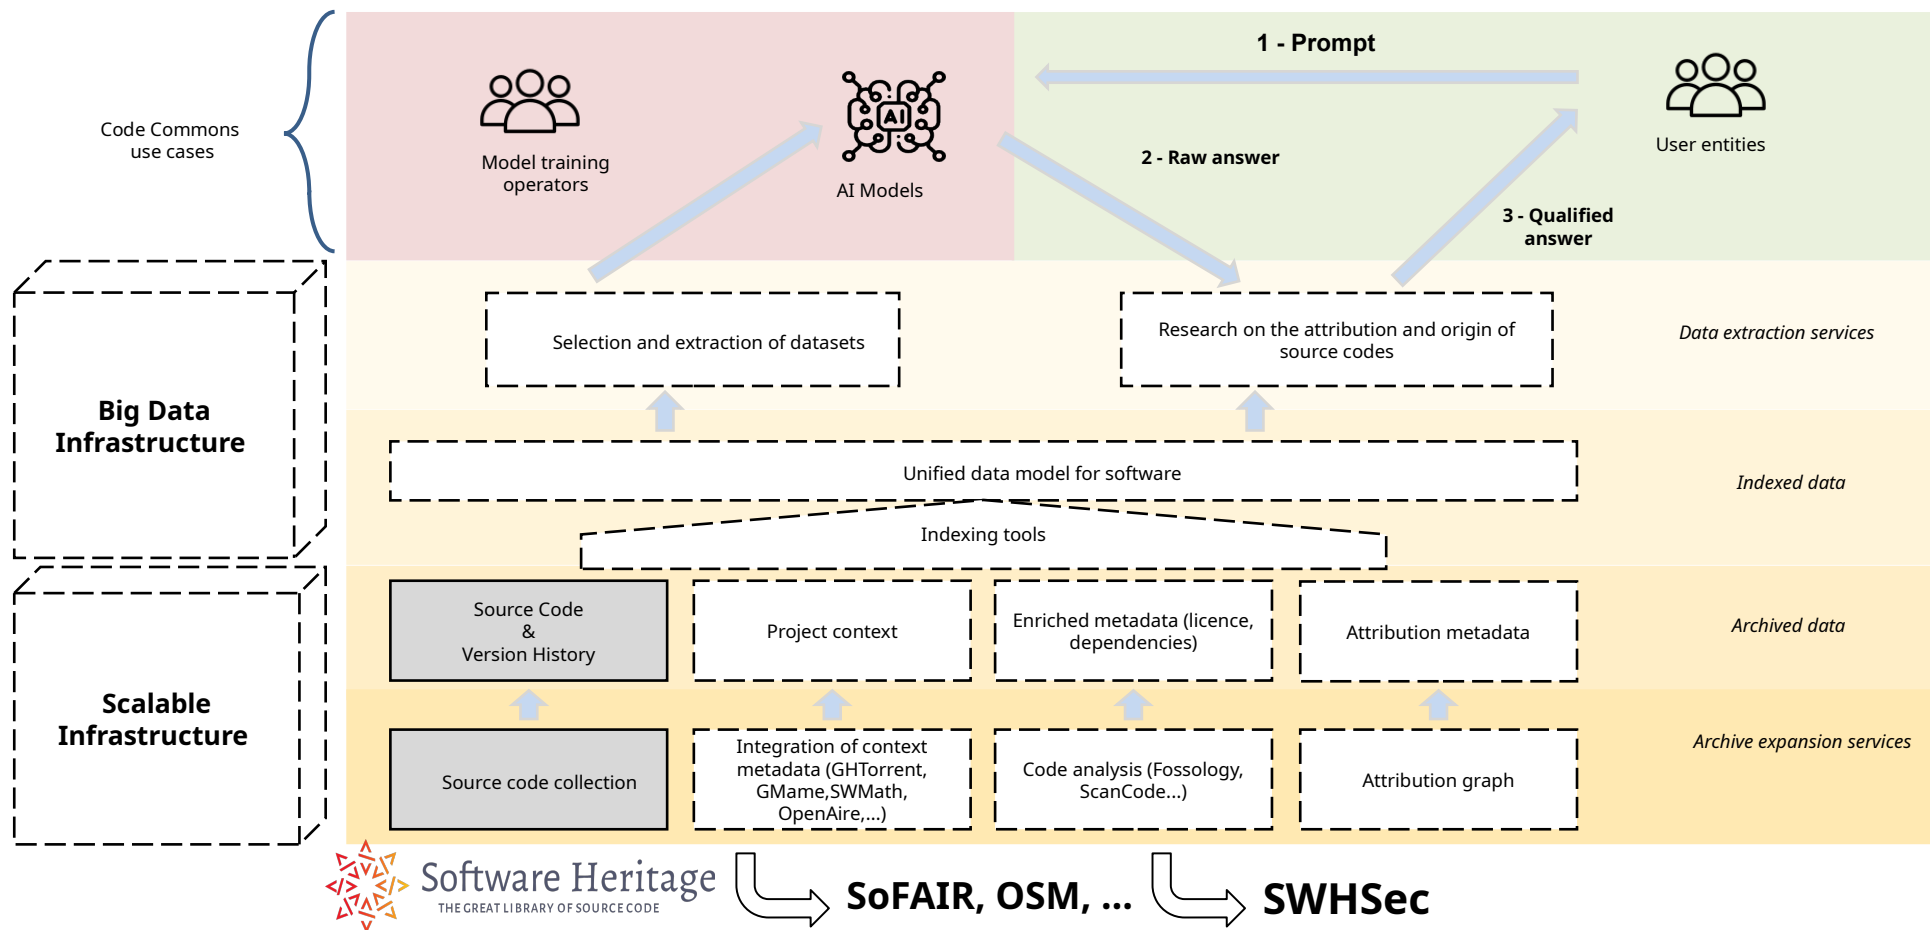 1 - Prompt
Code Commons
use cases
Model training
operators
AI
AI Models
2 - Raw answer
User entities
3 - Qualified
answer
Big Data
Infrastructure
Selection and extraction of datasets
Research on the attribution and origin of
source codes
Data extraction services
Unified data model for software
Indexed data
Indexing tools
Scalable
Infrastructure
Source Code
&
Version History
Project context
Enriched metadata (licence,
dependencies)
Attribution metadata
Archived data
Source code collection
Integration of context
metadata (GHTorrent,
GMame,SWMath,
OpenAire,...)
Code analysis (Fossology,
ScanCode...)
Attribution graph
Archive expansion services
Software Heritage
THE GREAT LIBRARY OF SOURCE CODE
SoFAIR, OSM, ...
SWHSec